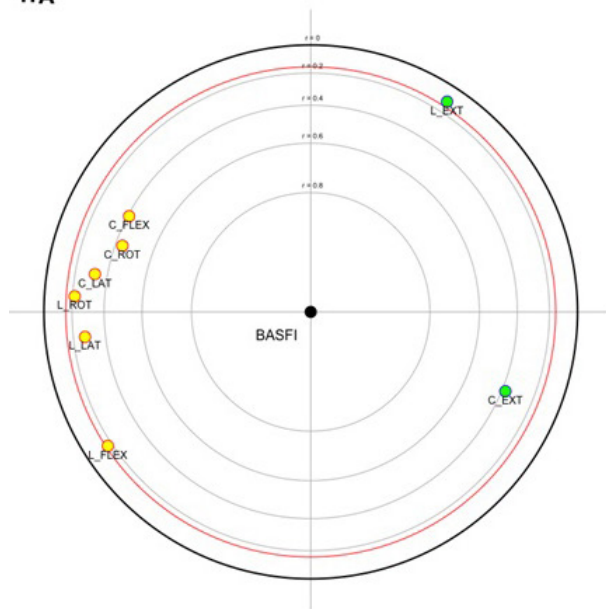 r = 0
r = 0.2
L_EXT
r = 0.4
r = 0.6
r = 0.8
C_FLEX
C_ROT
C_LAT
L_ROT
BASFI
L_LAT
C_EXT
L_FLEX